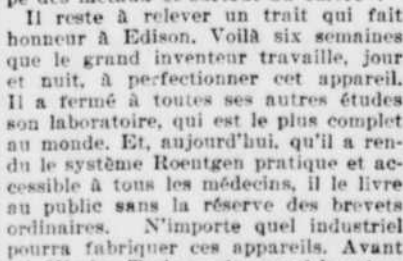 Il reste à relever un trait qui fait
honneur à Edison. Voilà six semaines
que le grand inventeur travaille, jour
et nuit, à perfectionner cet appareil.
Il a fermé à toutes ses autres études
son laboratoire, qui est le plus complet
au monde. Et, aujourd'hui, qu'il a ren-
du le système Roentgen pratique et ac-
cessible à tous les médecins, il le livre
au public sans la réserve des brevets
ordinaires. N'importe quel industriel
pourra fabriquer ces appareils. Avant